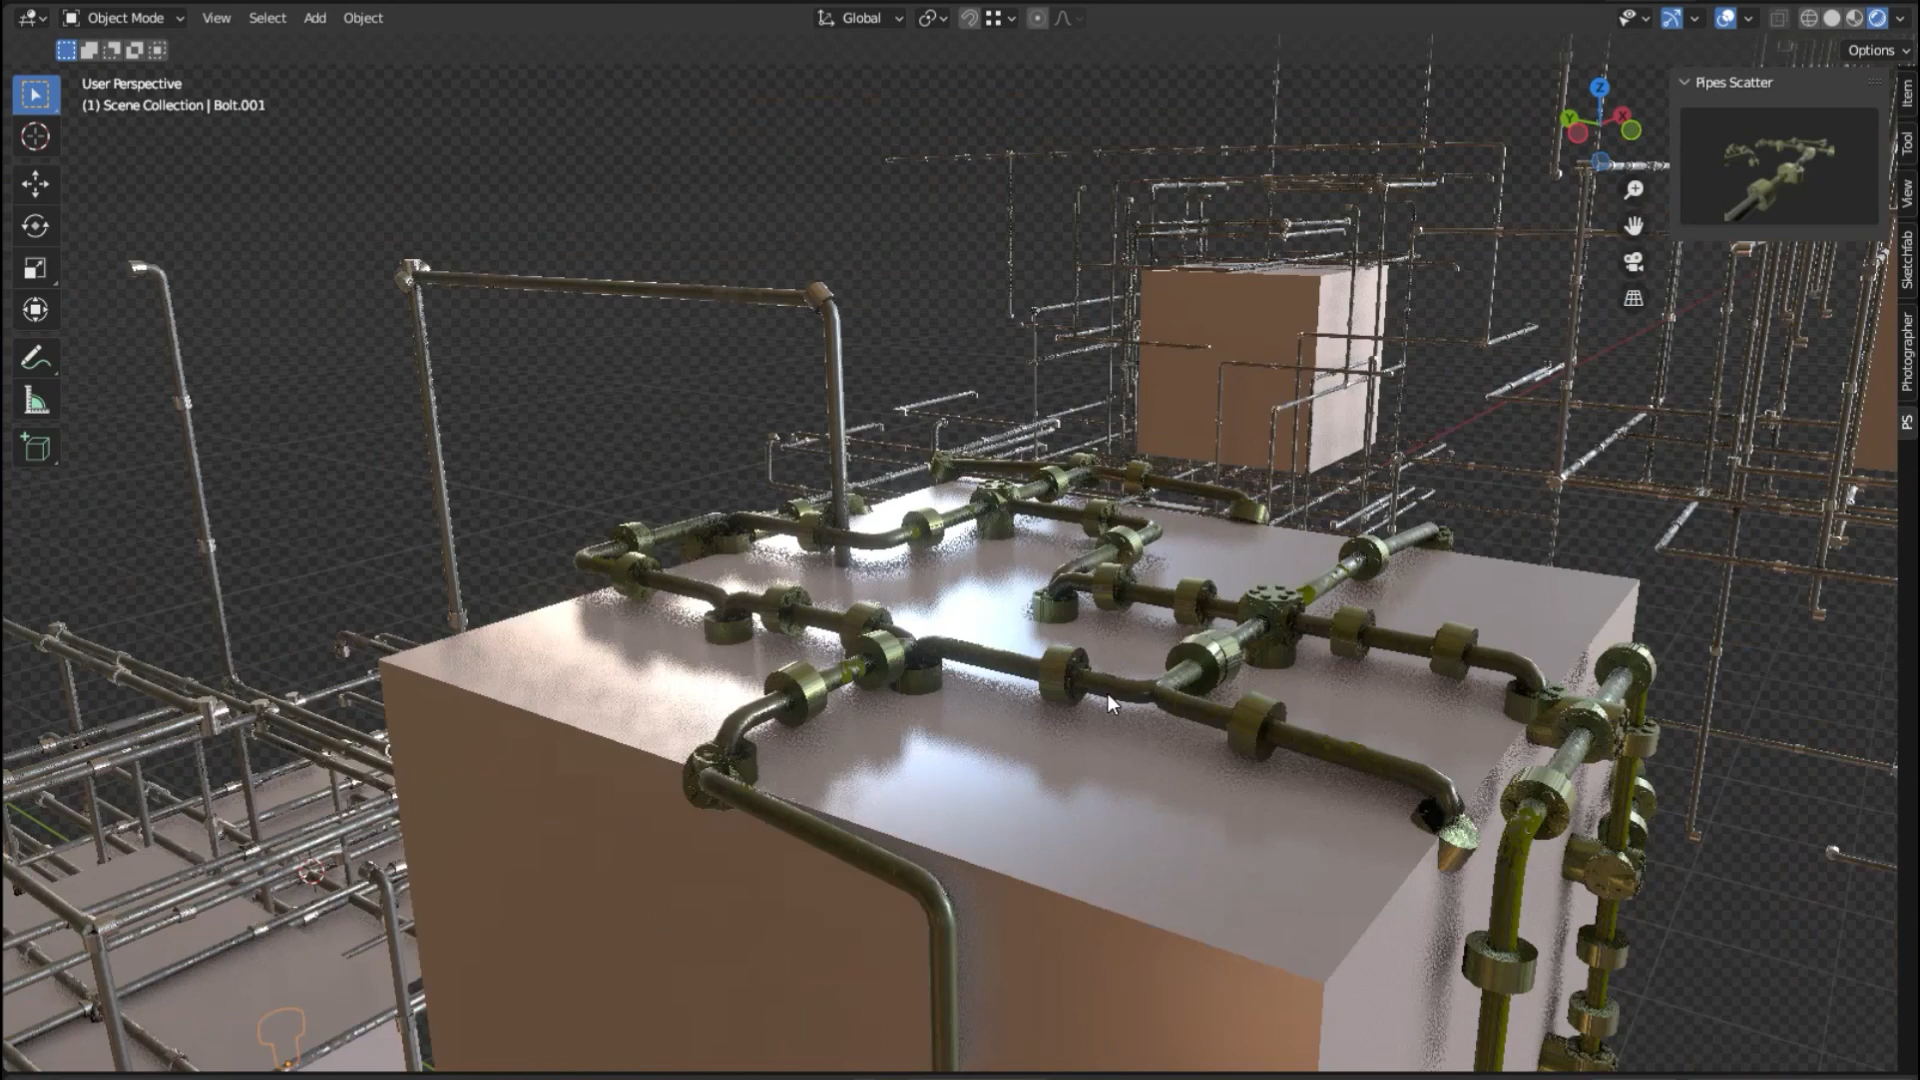 Object Mode View Select Add Object Global
Options
User Perspective
(1) Scene Collection | Bolt.001
Pipes Scatter
Z
Y
X
Item
Tool
View
Sketchfab
Photographer
PS